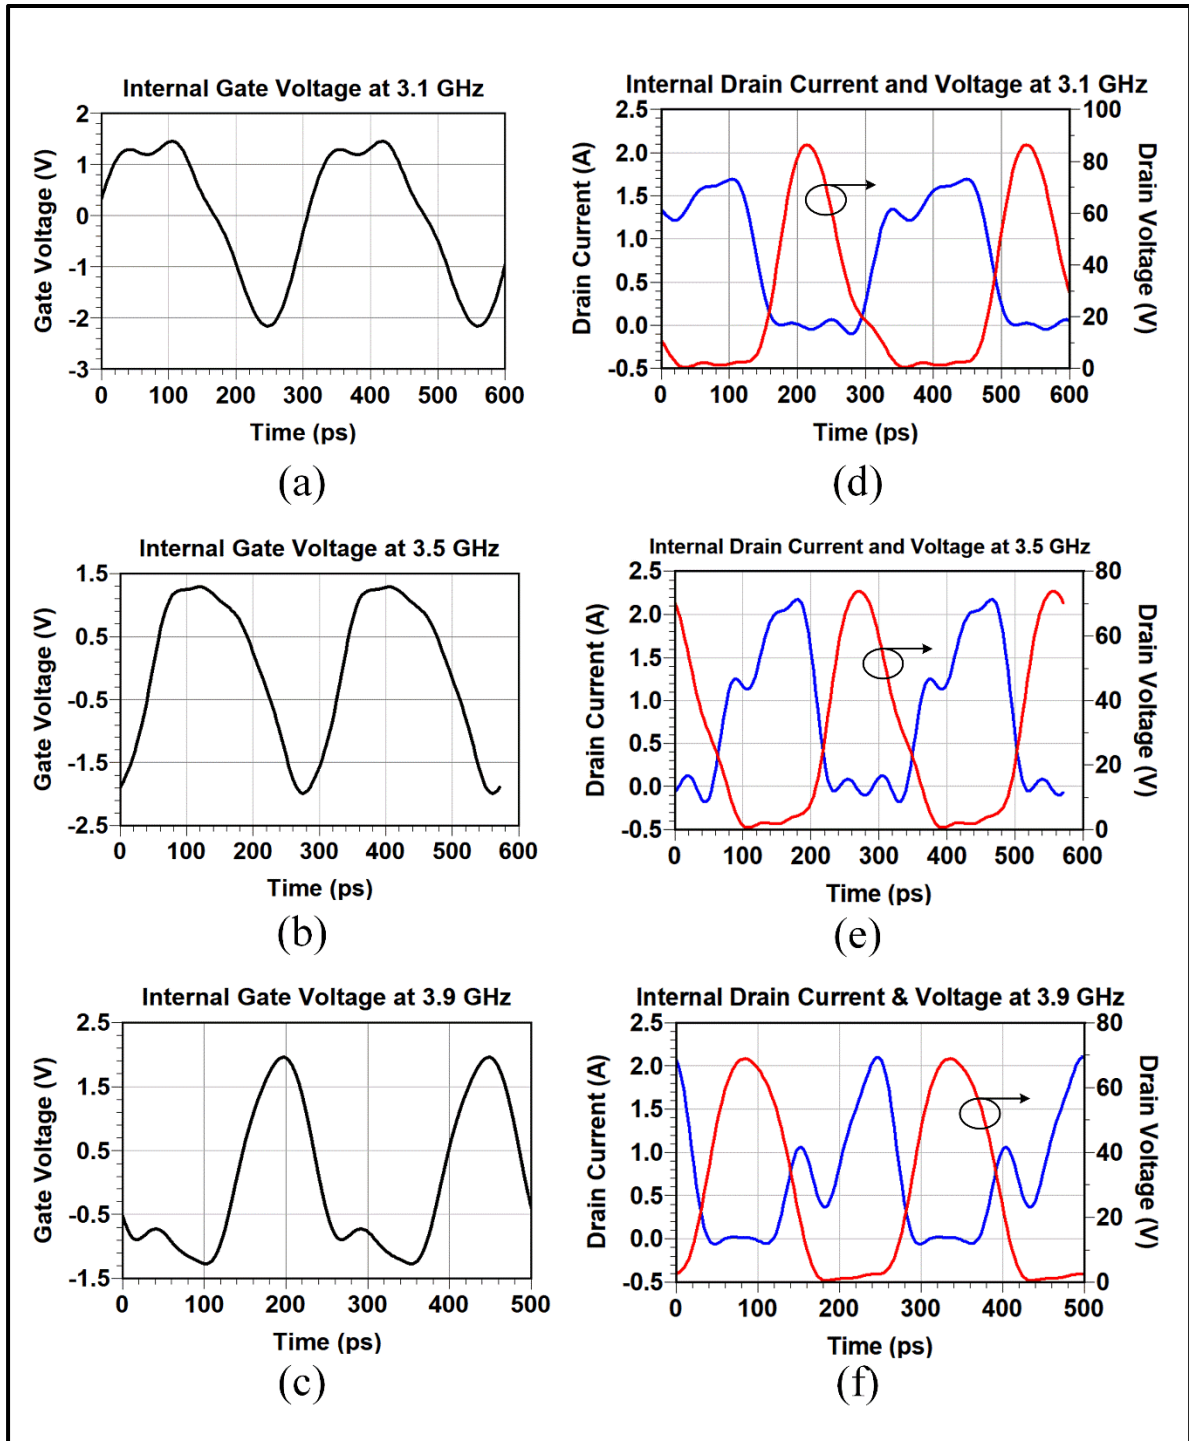 Internal Gate Voltage at 3.1 GHz
Gate Voltage (V)
2
1
0
-1
-2
-3
0 100 200 300 400 500 600
Time (ps)
(a)
Internal Drain Current and Voltage at 3.1 GHz
Drain Current (A)
2.5
2.0
1.5
1.0
0.5
0.0
-0.5
100
80
60
40
20
0
Drain Voltage (V)
0 100 200 300 400 500 600
Time (ps)
(d)
Internal Gate Voltage at 3.5 GHz
Gate Voltage (V)
1.5
0.5
-0.5
-1.5
-2.5
0 100 200 300 400 500 600
Time (ps)
(b)
Internal Drain Current and Voltage at 3.5 GHz
Drain Current (A)
2.5
2.0
1.5
1.0
0.5
0.0
-0.5
80
60
40
20
0
Drain Voltage (V)
0 100 200 300 400 500 600
Time (ps)
(e)
Internal Gate Voltage at 3.9 GHz
Gate Voltage (V)
2.5
1.5
0.5
-0.5
-1.5
0 100 200 300 400 500
Time (ps)
(c)
Internal Drain Current & Voltage at 3.9 GHz
Drain Current (A)
2.5
2.0
1.5
1.0
0.5
0.0
-0.5
80
60
40
20
0
Drain Voltage (V)
0 100 200 300 400 500
Time (ps)
(f)